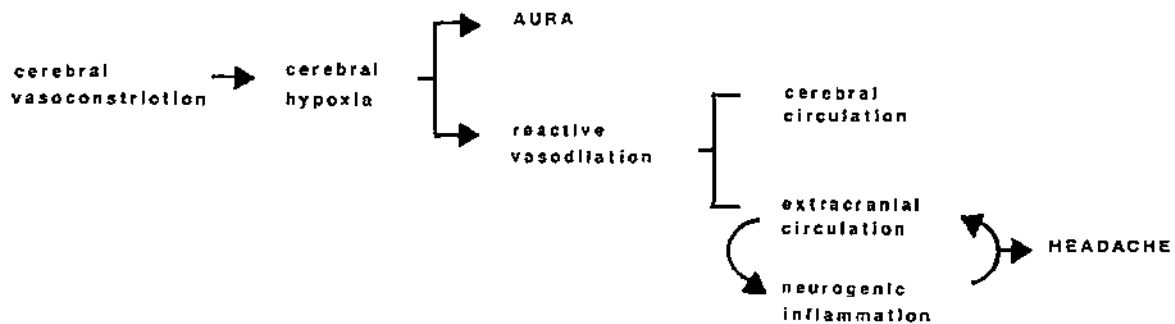 AURA
cerebral
vasoconstriction
cerebral
hypoxia
reactive
vasodilation
cerebral
circulation
extracranial
circulation
HEADACHE
neurogenic
inflammation